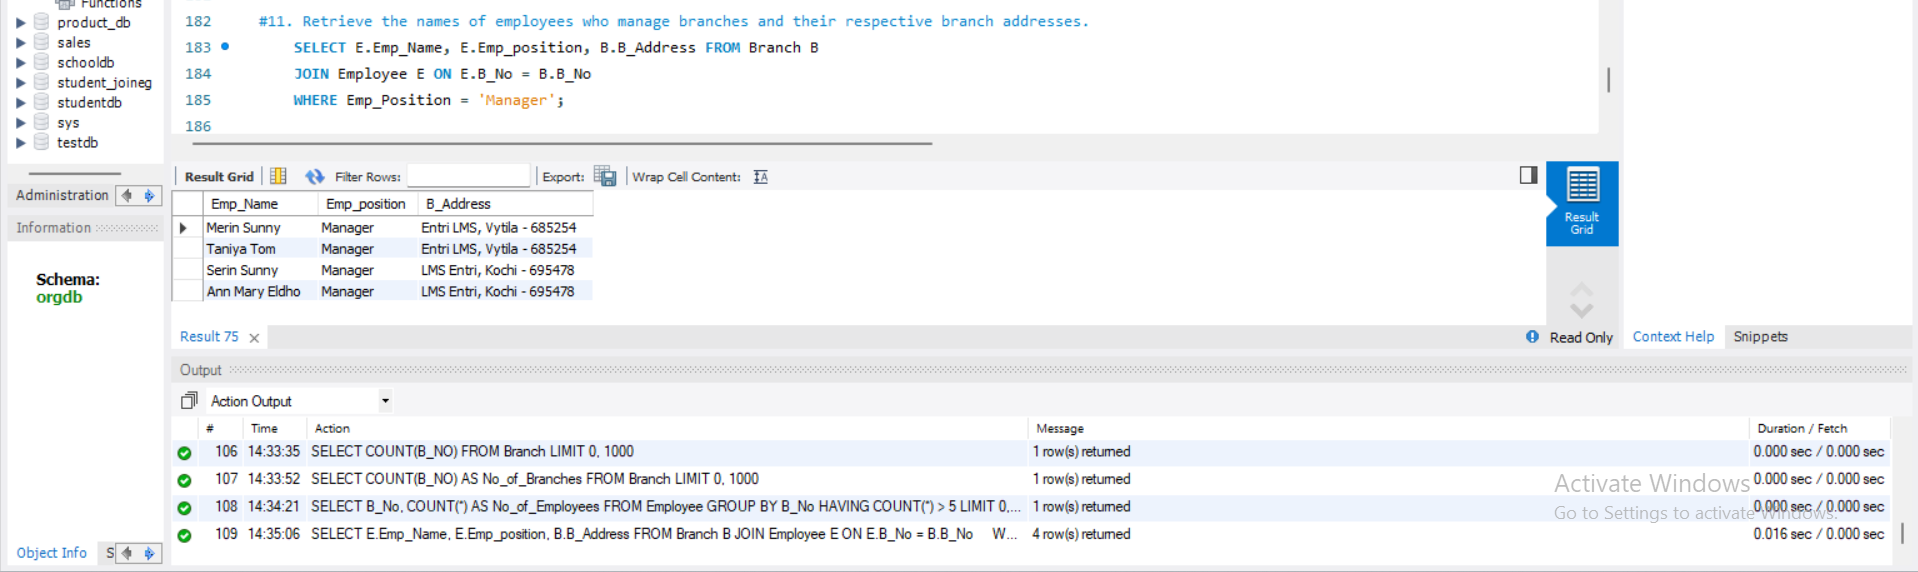 Functions
product_db
sales
schooldb
student_joineg
studentdb
sys
testdb
Administration
Information
Schema:
orgdb
Object Info S
182 #11. Retrieve the names of employees who manage branches and their respective branch addresses.
183 SELECT E.Emp_Name, E.Emp_position, B.B_Address FROM Branch B
184 JOIN Employee E ON E.B_No = B.B_No
185 WHERE Emp_Position = 'Manager';
186
Result Grid Filter Rows: Export: Wrap Cell Content:
Emp_Name Emp_position B_Address
Merin Sunny Manager Entri LMS, Vytila - 685254
Taniya Tom Manager Entri LMS, Vytila - 685254
Serin Sunny Manager LMS Entri, Kochi - 695478
Ann Mary Eldho Manager LMS Entri, Kochi - 695478
Result
Grid
Result 75 Read Only Context Help Snippets
Output
Action Output
# Time Action Message Duration / Fetch
106 14:33:35 SELECT COUNT(B_NO) FROM Branch LIMIT 0, 1000 1 row(s) returned 0.000 sec / 0.000 sec
107 14:33:52 SELECT COUNT(B_NO) AS No_of_Branches FROM Branch LIMIT 0, 1000 1 row(s) returned 0.000 sec / 0.000 sec
108 14:34:21 SELECT B_No, COUNT(*) AS No_of_Employees FROM Employee GROUP BY B_No HAVING COUNT(*) > 5 LIMIT 0,... 1 row(s) returned 0.000 sec / 0.000 sec
109 14:35:06 SELECT E.Emp_Name, E.Emp_position, B.B_Address FROM Branch B JOIN Employee E ON E.B_No = B.B_No W... 4 row(s) returned 0.016 sec / 0.000 sec
Activate Windows
Go to Settings to activate Windows.